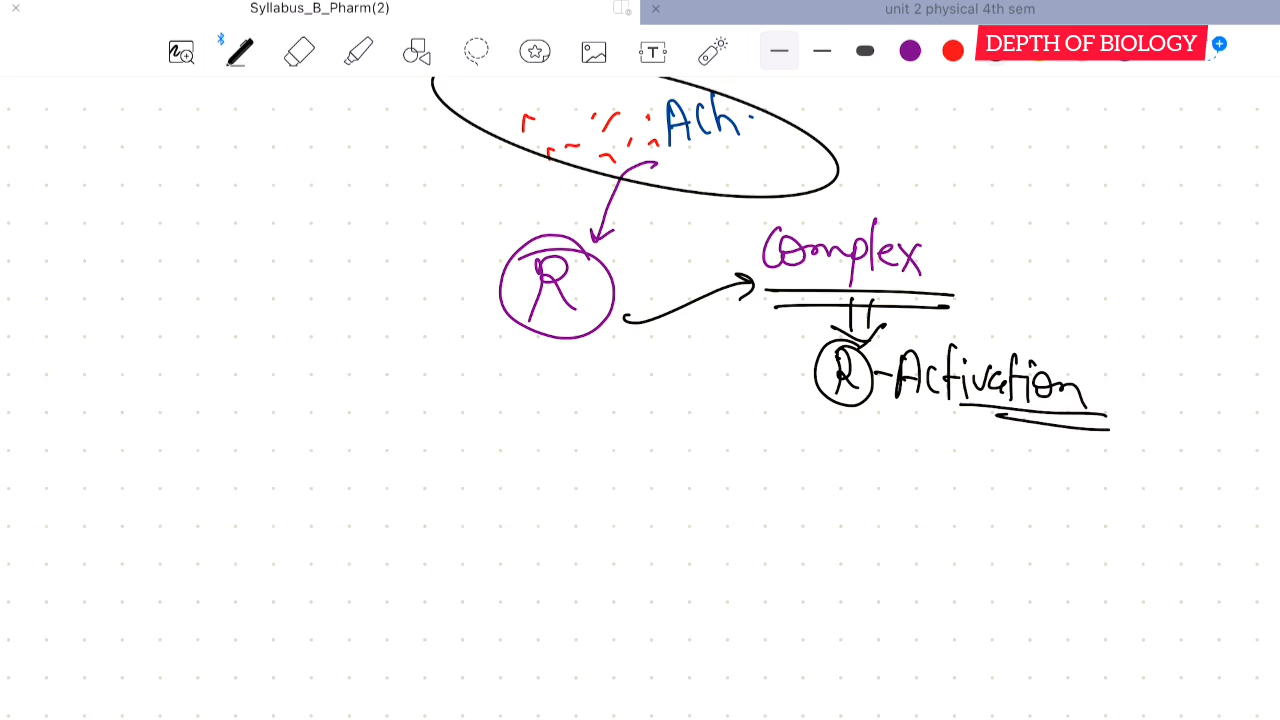 Syllabus_B_Pharm(2)
unit 2 physical 4th sem
DEPTH OF BIOLOGY
T
Ach.
R
Complex
R-Activation